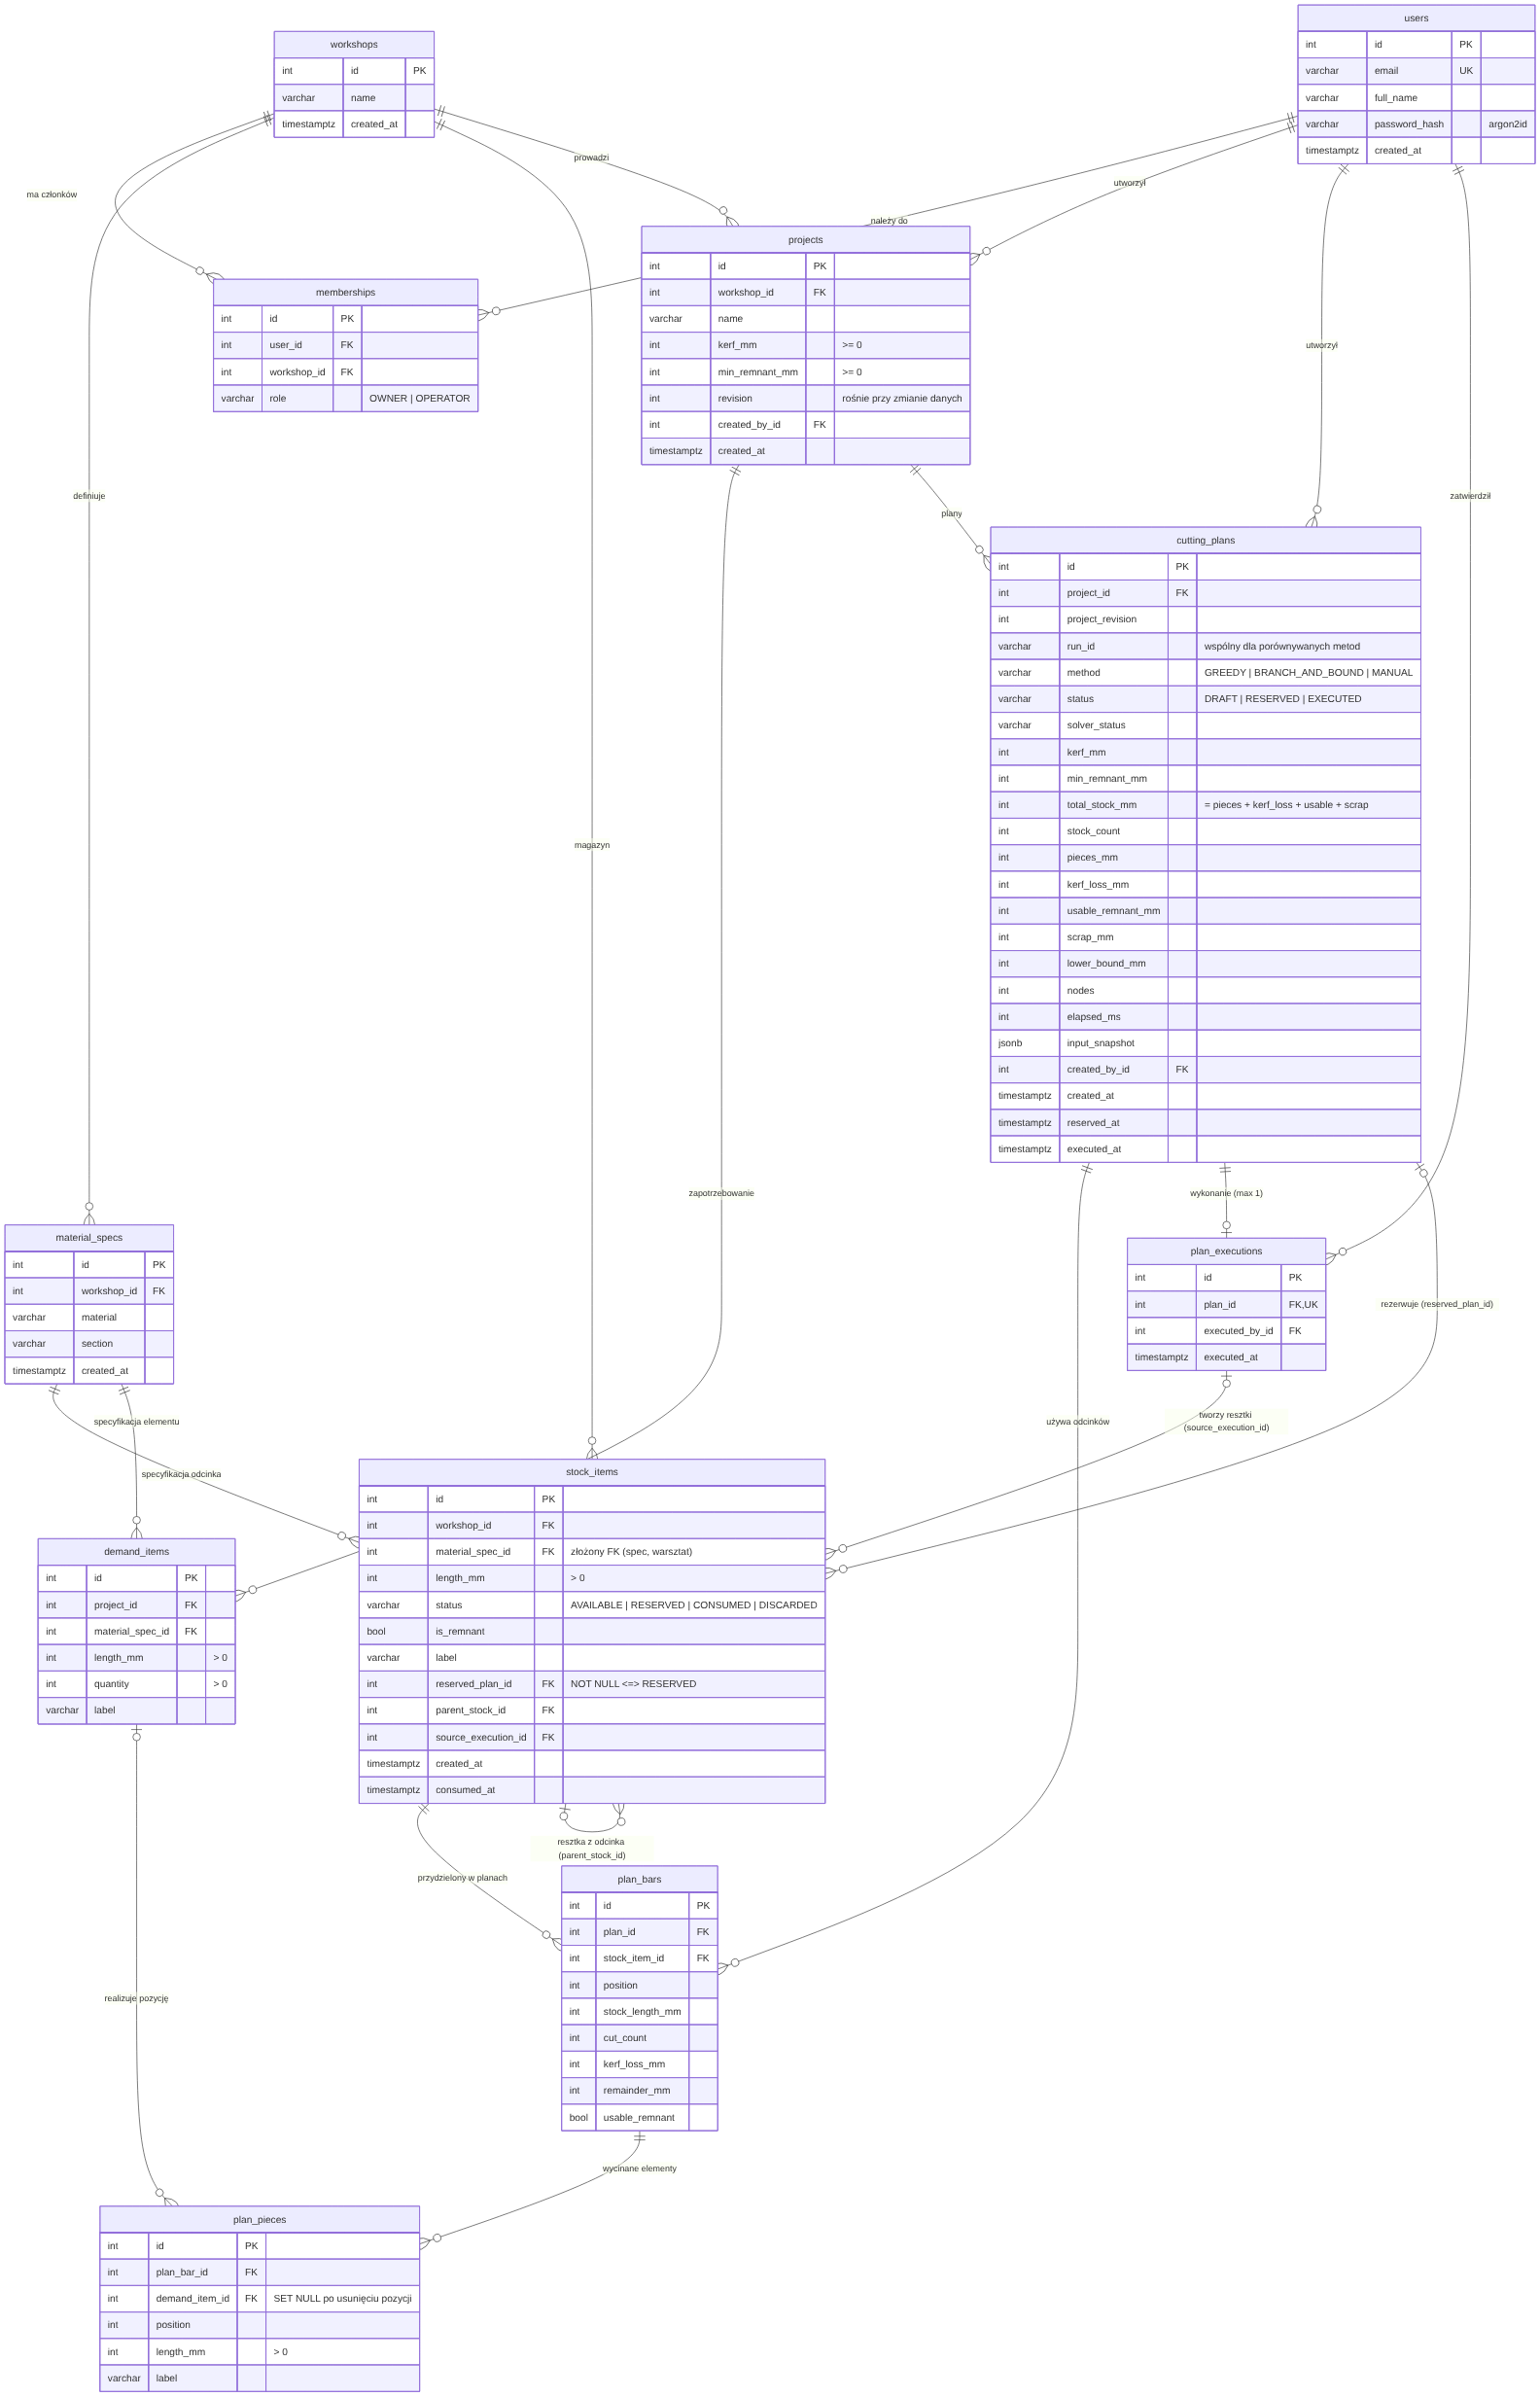 users
int id PK
varchar email UK
varchar full_name
varchar password_hash argon2id
timestamptz created_at
workshops
int id PK
varchar name
timestamptz created_at
prowadzi
utworzył
ma członków
należy do
projects
int id PK
int workshop_id FK
varchar name
int kerf_mm >= 0
int min_remnant_mm >= 0
int revision rośnie przy zmianie danych
int created_by_id FK
timestamptz created_at
memberships
int id PK
int user_id FK
int workshop_id FK
varchar role OWNER | OPERATOR
utworzył
definiuje
zatwierdził
plany
cutting_plans
int id PK
int project_id FK
int project_revision
varchar run_id wspólny dla porównywanych metod
varchar method GREEDY | BRANCH_AND_BOUND | MANUAL
varchar status DRAFT | RESERVED | EXECUTED
varchar solver_status
int kerf_mm
int min_remnant_mm
int total_stock_mm = pieces + kerf_loss + usable + scrap
int stock_count
int pieces_mm
int kerf_loss_mm
int usable_remnant_mm
int scrap_mm
int lower_bound_mm
int nodes
int elapsed_ms
jsonb input_snapshot
int created_by_id FK
timestamptz created_at
timestamptz reserved_at
timestamptz executed_at
magazyn
zapotrzebowanie
wykonanie (max 1)
material_specs
int id PK
int workshop_id FK
varchar material
varchar section
timestamptz created_at
plan_executions
int id PK
int plan_id FK,UK
int executed_by_id FK
timestamptz executed_at
rezerwuje (reserved_plan_id)
specyfikacja elementu
używa odcinków
tworzy resztki
(source_execution_id)
specyfikacja odcinka
stock_items
int id PK
int workshop_id FK
int material_spec_id FK złożony FK (spec, warsztat)
int length_mm > 0
varchar status AVAILABLE | RESERVED | CONSUMED | DISCARDED
bool is_remnant
varchar label
int reserved_plan_id FK NOT NULL <=> RESERVED
int parent_stock_id FK
int source_execution_id FK
timestamptz created_at
timestamptz consumed_at
demand_items
int id PK
int project_id FK
int material_spec_id FK
int length_mm > 0
int quantity > 0
varchar label
resztka z odcinka
(parent_stock_id)
przydzielony w planach
plan_bars
int id PK
int plan_id FK
int stock_item_id FK
int position
int stock_length_mm
int cut_count
int kerf_loss_mm
int remainder_mm
bool usable_remnant
realizuje pozycję
wycinane elementy
plan_pieces
int id PK
int plan_bar_id FK
int demand_item_id FK SET NULL po usunięciu pozycji
int position
int length_mm > 0
varchar label